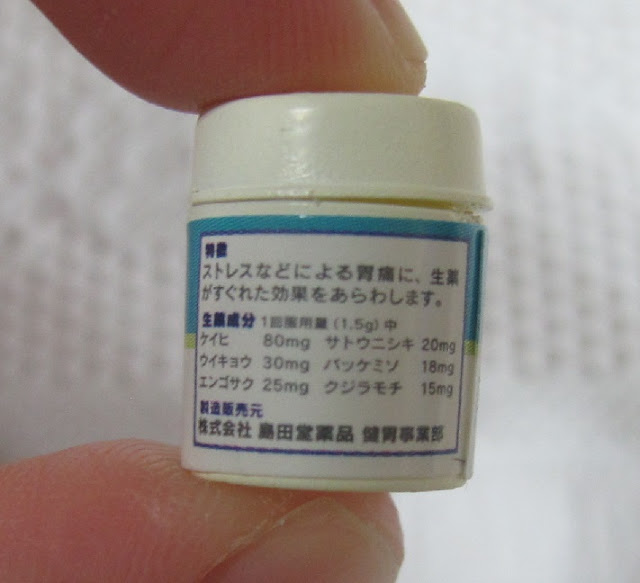 特徴
ストレスなどによる胃痛に、生薬
がすぐれた効果をあらわします。
生薬成分 1回服用量 (1.5g) 中
ケイヒ 80mg サトウニシキ 20mg
ウイキョウ 30mg バッケミソ 18mg
エンゴサク 25mg クジラモチ 15mg
製造販売元
株式会社 島田堂薬品 健胃事業部